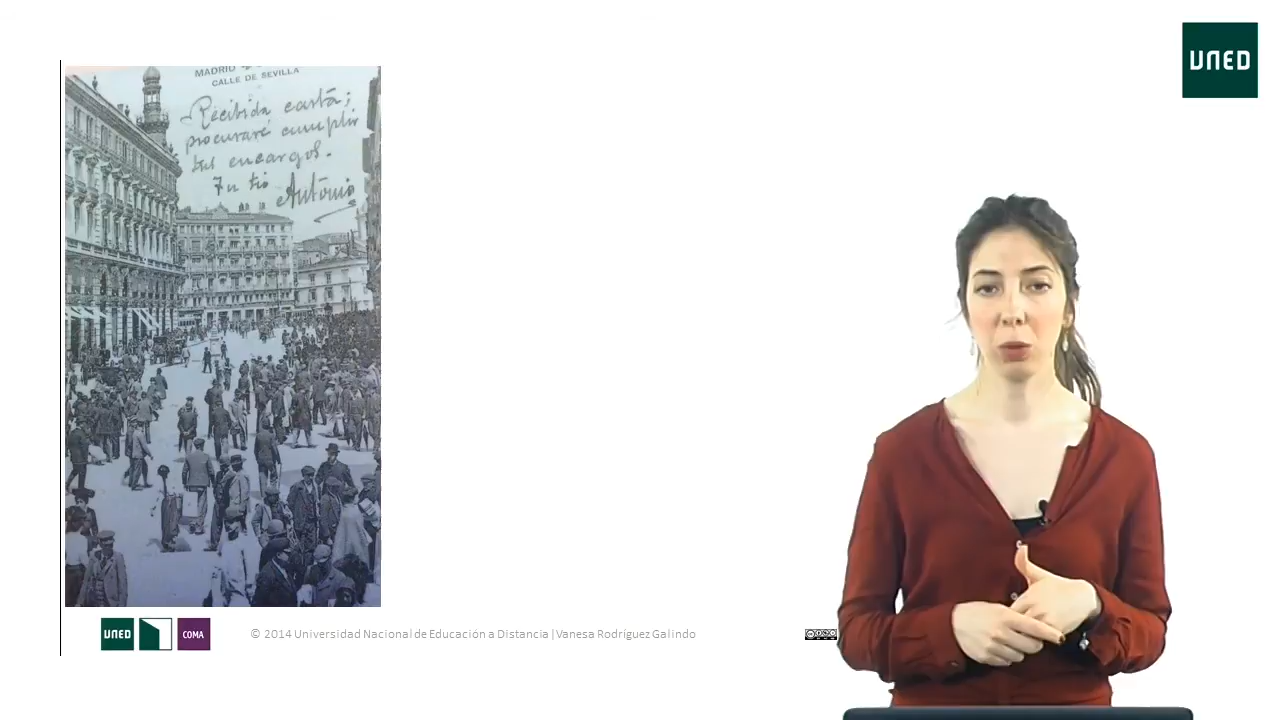 UNED
MADRID
CALLE DE SEVILLA
Recibida carta;
procuraré cumplir
tus encargos.
Tu tío Antonio
UNED
COMA
© 2014 Universidad Nacional de Educación a Distancia | Vanesa Rodríguez Galindo